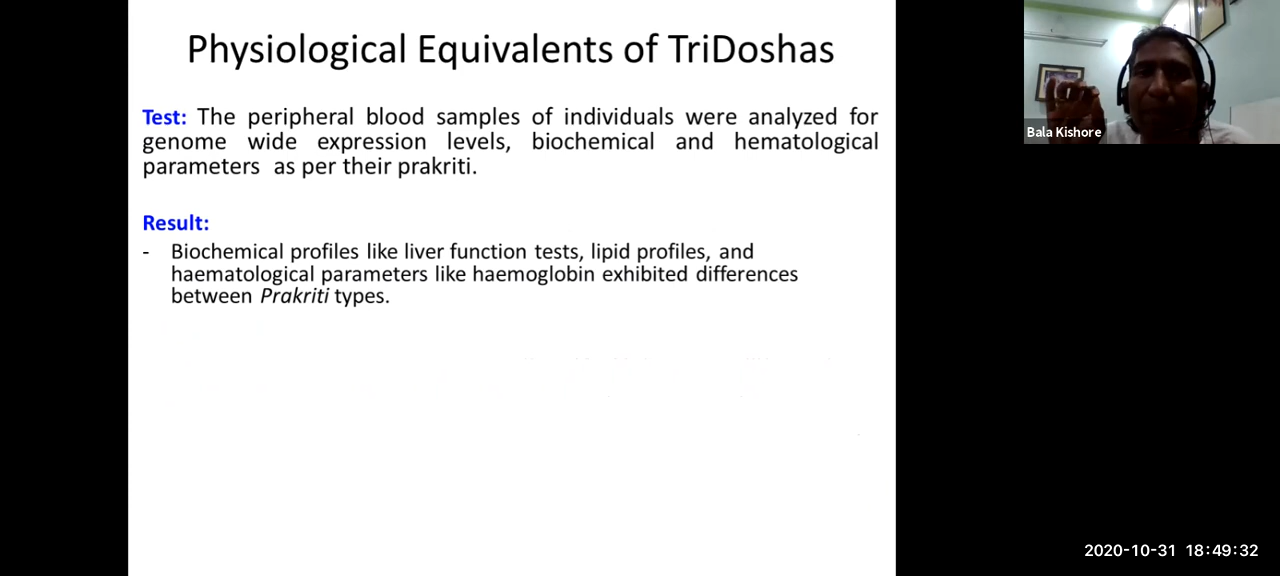 Physiological Equivalents of TriDoshas
Test: The peripheral blood samples of individuals were analyzed for
genome wide expression levels, biochemical and hematological
parameters as per their prakriti.
Result:
- Biochemical profiles like liver function tests, lipid profiles, and
haematological parameters like haemoglobin exhibited differences
between Prakriti types.
Bala Kishore
2020-10-31 18:49:32